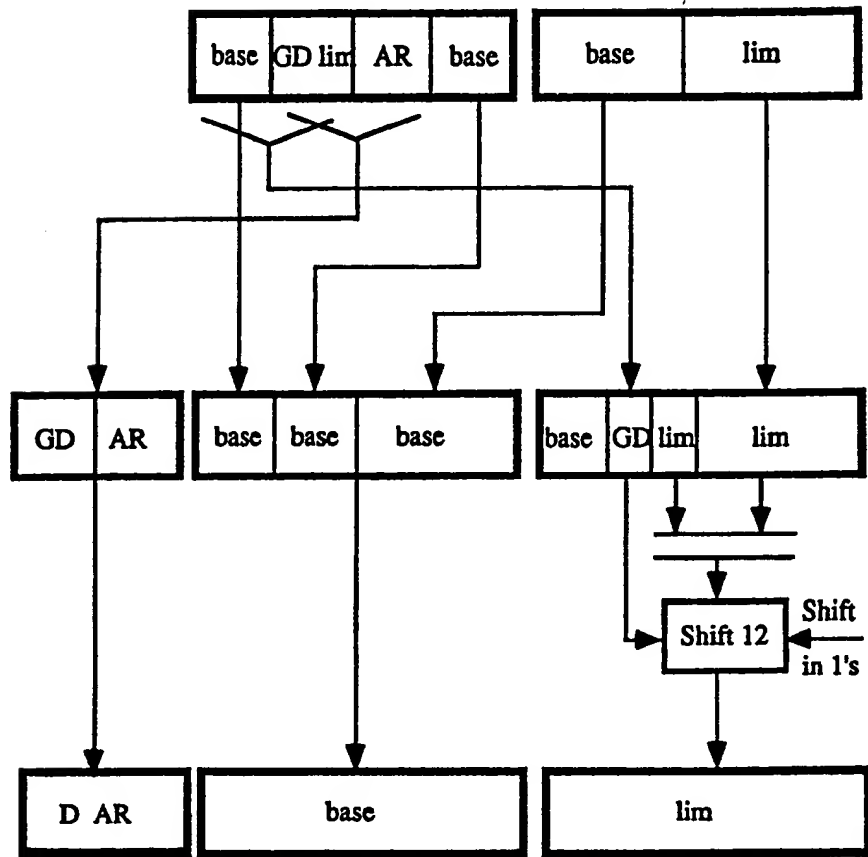 base GD lim AR base
base lim
GD AR
base base base
base GD lim lim
Shift 12
Shift
in 1's
D AR
base
lim